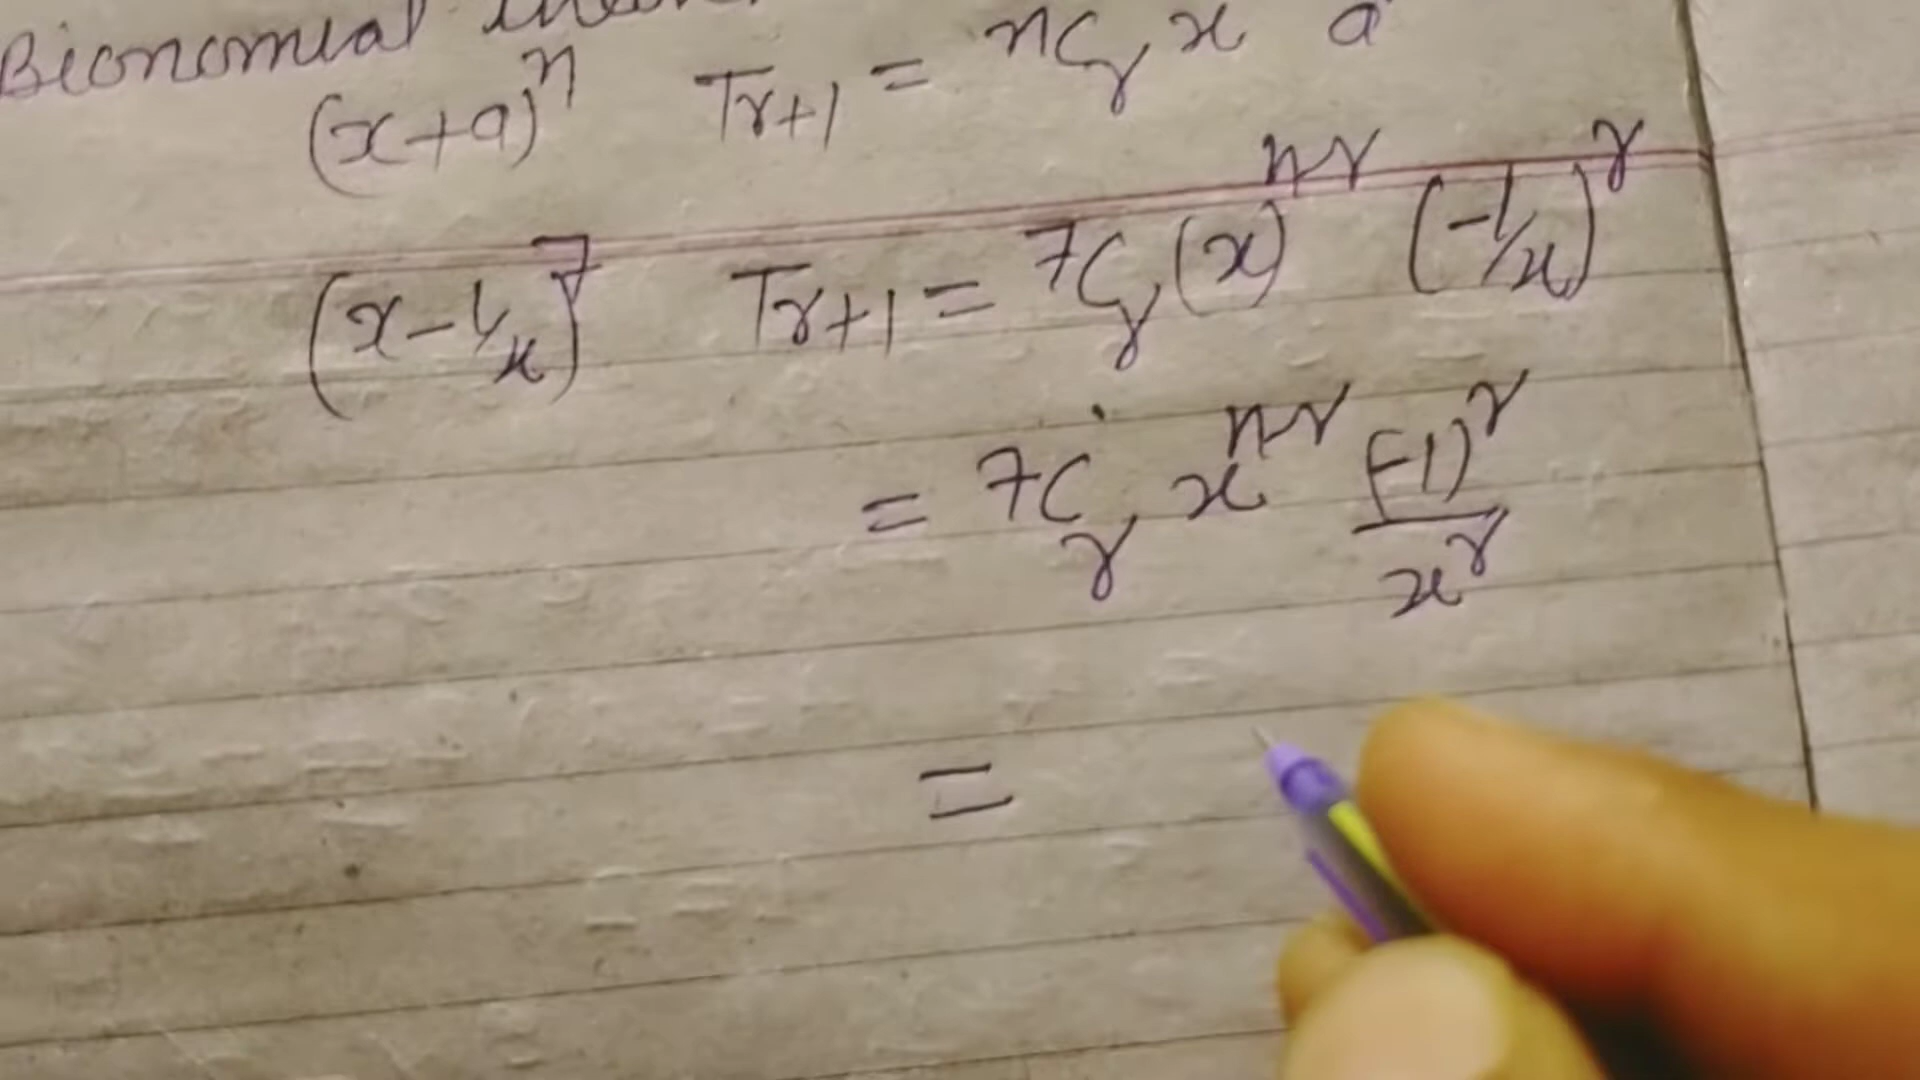 Bionomial
(x+a)^n Tr+1 = nCr x a
(x-1/x)^7 Tr+1 = 7Cr (x)^n-r (-1/x)^r
= 7Cr x^n-r (-1)^r/x^r
=